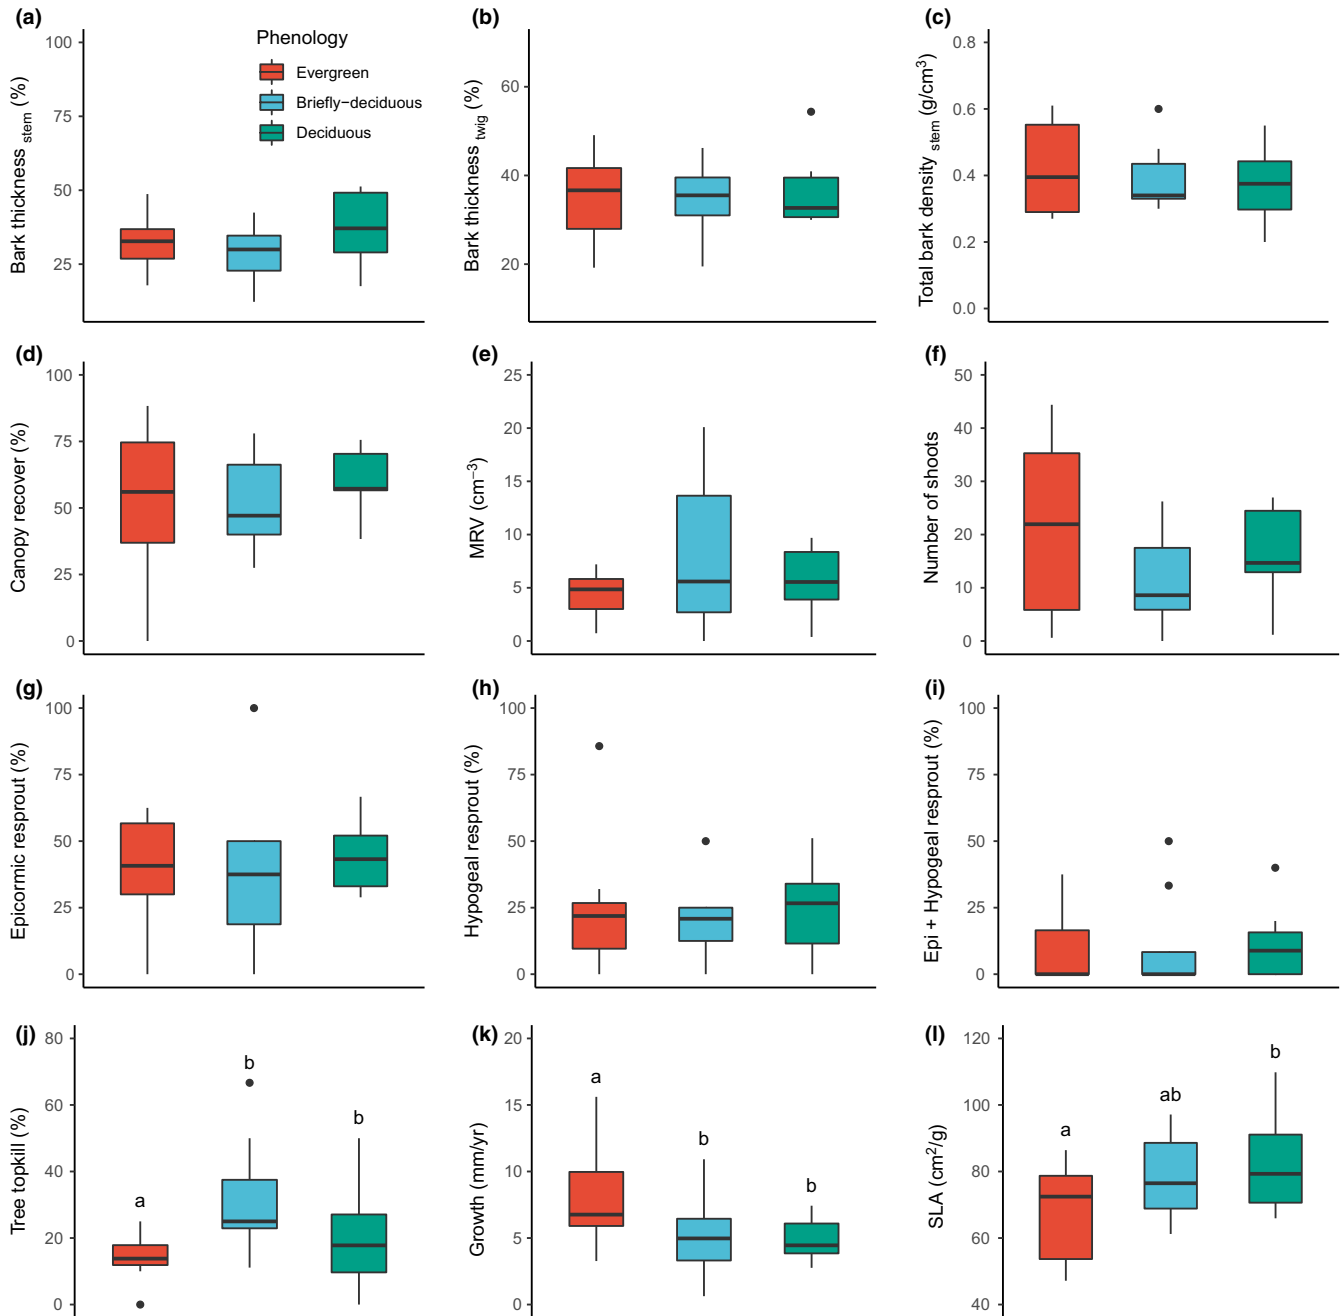 (a)
Bark thickness stem (%)
100
75
50
25
Phenology
Evergreen
Briefly−deciduous
Deciduous
(b)
Bark thickness twig (%)
60
40
20
(c)
Total bark density stem (g/cm3)
0.8
0.6
0.4
0.2
0.0
(d)
Canopy recover (%)
100
75
50
25
0
(e)
MRV (cm−3)
25
20
15
10
5
0
(f)
Number of shoots
50
40
30
20
10
0
(g)
Epicormic resprout (%)
100
75
50
25
0
(h)
Hypogeal resprout (%)
100
75
50
25
0
(i)
Epi + Hypogeal resprout (%)
100
75
50
25
0
(j)
Tree topkill (%)
80
60
40
20
0
a
b
b
(k)
Growth (mm/yr)
20
15
10
5
0
a
b
b
(l)
SLA (cm2/g)
120
100
80
60
40
a
ab
b